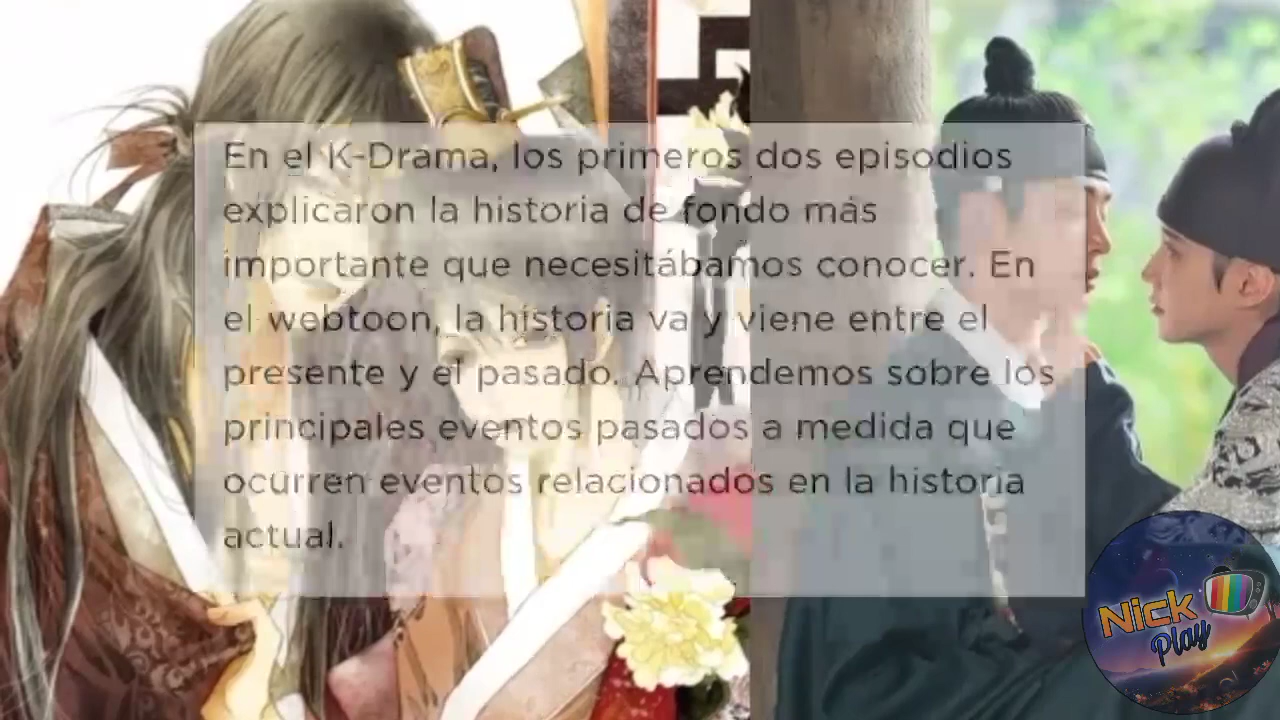 En el K-Drama, los primeros dos episodios
explicaron la historia de fondo más
importante que necesitábamos conocer. En
el webtoon, la historia va y viene entre el
presente y el pasado. Aprendemos sobre los
principales eventos pasados a medida que
ocurren eventos relacionados en la historia
actual.
Nick
Play